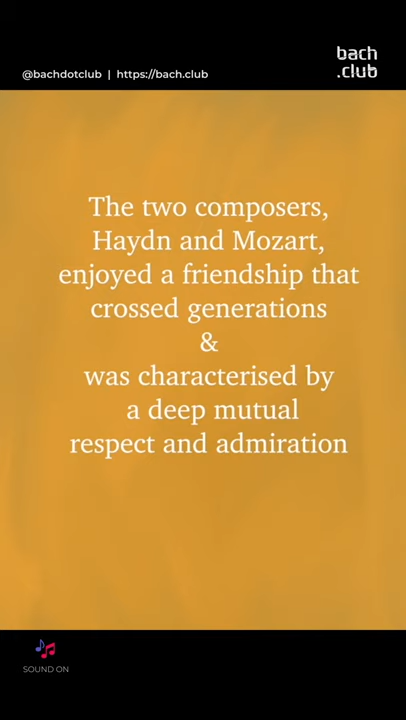 bach
.club
@bachdotclub | https://bach.club
The two composers,
Haydn and Mozart,
enjoyed a friendship that
crossed generations
&
was characterised by
a deep mutual
respect and admiration
SOUND ON